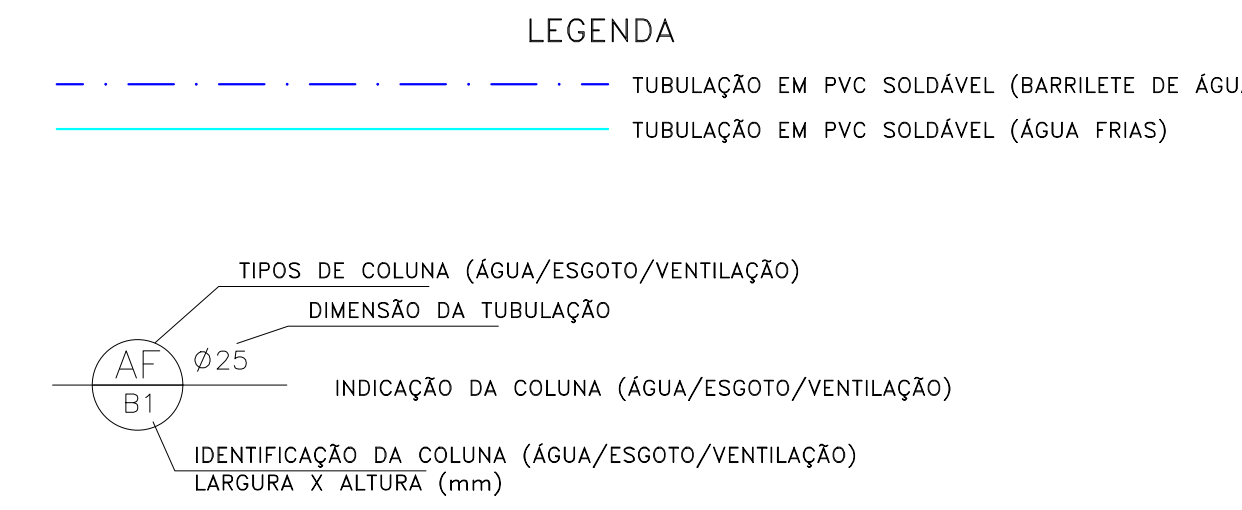 LEGENDA
TUBULAÇÃO EM PVC SOLDÁVEL (BARRILETE DE ÁGU
TUBULAÇÃO EM PVC SOLDÁVEL (ÁGUA FRIAS)
TIPOS DE COLUNA (ÁGUA/ESGOTO/VENTILAÇÃO)
DIMENSÃO DA TUBULAÇÃO
AF Ø25
INDICAÇÃO DA COLUNA (ÁGUA/ESGOTO/VENTILAÇÃO)
B1
IDENTIFICAÇÃO DA COLUNA (ÁGUA/ESGOTO/VENTILAÇÃO)
LARGURA X ALTURA (mm)